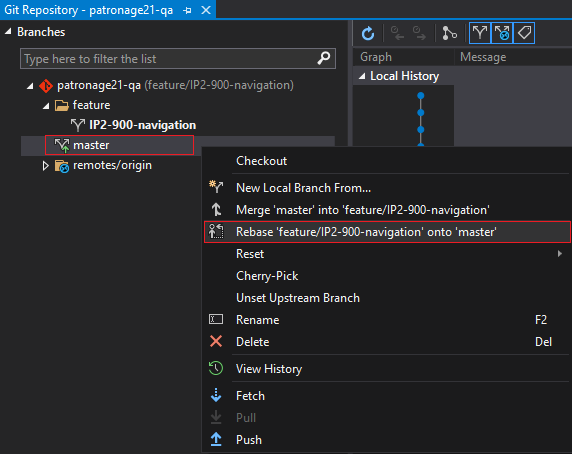 Git Repository - patronage21-qa
Branches
Type here to filter the list
patronage21-qa (feature/IP2-900-navigation)
feature
IP2-900-navigation
master
remotes/origin
Graph Message
Local History
Checkout
New Local Branch From...
Merge 'master' into 'feature/IP2-900-navigation'
Rebase 'feature/IP2-900-navigation' onto 'master'
Reset
Cherry-Pick
Unset Upstream Branch
Rename F2
Delete Del
View History
Fetch
Pull
Push